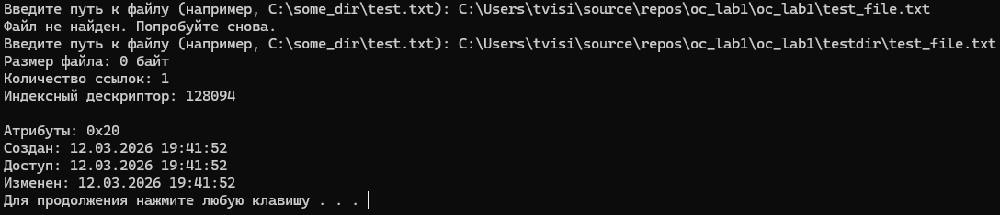 Введите путь к файлу (например, C:\some_dir\test.txt): C:\Users\tvisi\source\repos\oc_lab1\oc_lab1\test_file.txt
Файл не найден. Попробуйте снова.
Введите путь к файлу (например, C:\some_dir\test.txt): C:\Users\tvisi\source\repos\oc_lab1\oc_lab1\testdir\test_file.txt
Размер файла: 0 байт
Количество ссылок: 1
Индексный дескриптор: 128094
Атрибуты: 0x20
Создан: 12.03.2026 19:41:52
Доступ: 12.03.2026 19:41:52
Изменен: 12.03.2026 19:41:52
Для продолжения нажмите любую клавишу . . .